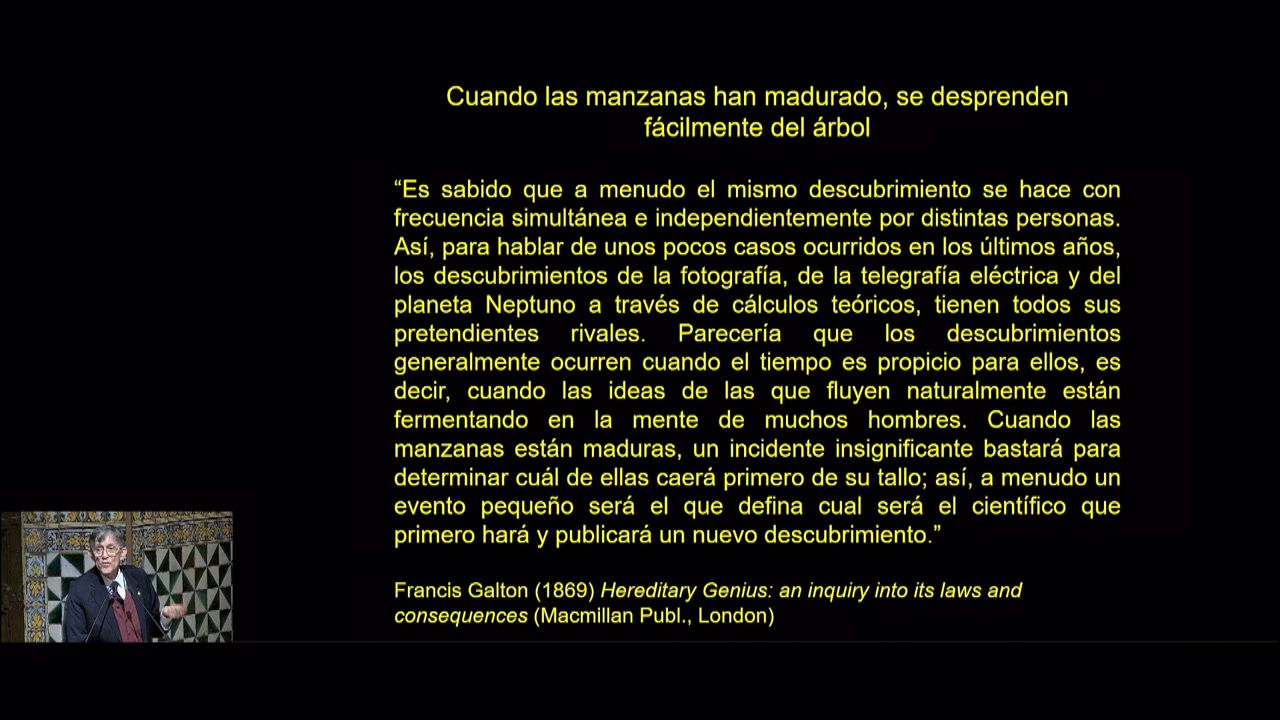 Cuando las manzanas han madurado, se desprenden
fácilmente del árbol
“Es sabido que a menudo el mismo descubrimiento se hace con
frecuencia simultánea e independientemente por distintas personas.
Así, para hablar de unos pocos casos ocurridos en los últimos años,
los descubrimientos de la fotografía, de la telegrafía eléctrica y del
planeta Neptuno a través de cálculos teóricos, tienen todos sus
pretendientes rivales. Parecería que los descubrimientos
generalmente ocurren cuando el tiempo es propicio para ellos, es
decir, cuando las ideas de las que fluyen naturalmente están
fermentando en la mente de muchos hombres. Cuando las
manzanas están maduras, un incidente insignificante bastará para
determinar cuál de ellas caerá primero de su tallo; así, a menudo un
evento pequeño será el que defina cual será el científico que
primero hará y publicará un nuevo descubrimiento.”
Francis Galton (1869) Hereditary Genius: an inquiry into its laws and
consequences (Macmillan Publ., London)